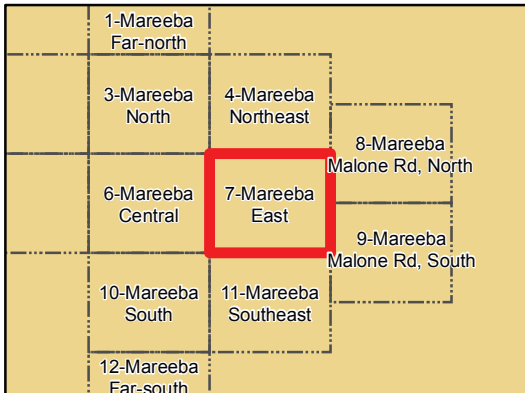 1-Mareeba
Far-north
3-Mareeba
North
4-Mareeba
Northeast
8-Mareeba
Malone Rd, North
6-Mareeba
Central
7-Mareeba
East
9-Mareeba
Malone Rd, South
10-Mareeba
South
11-Mareeba
Southeast
12-Mareeba
Far-south